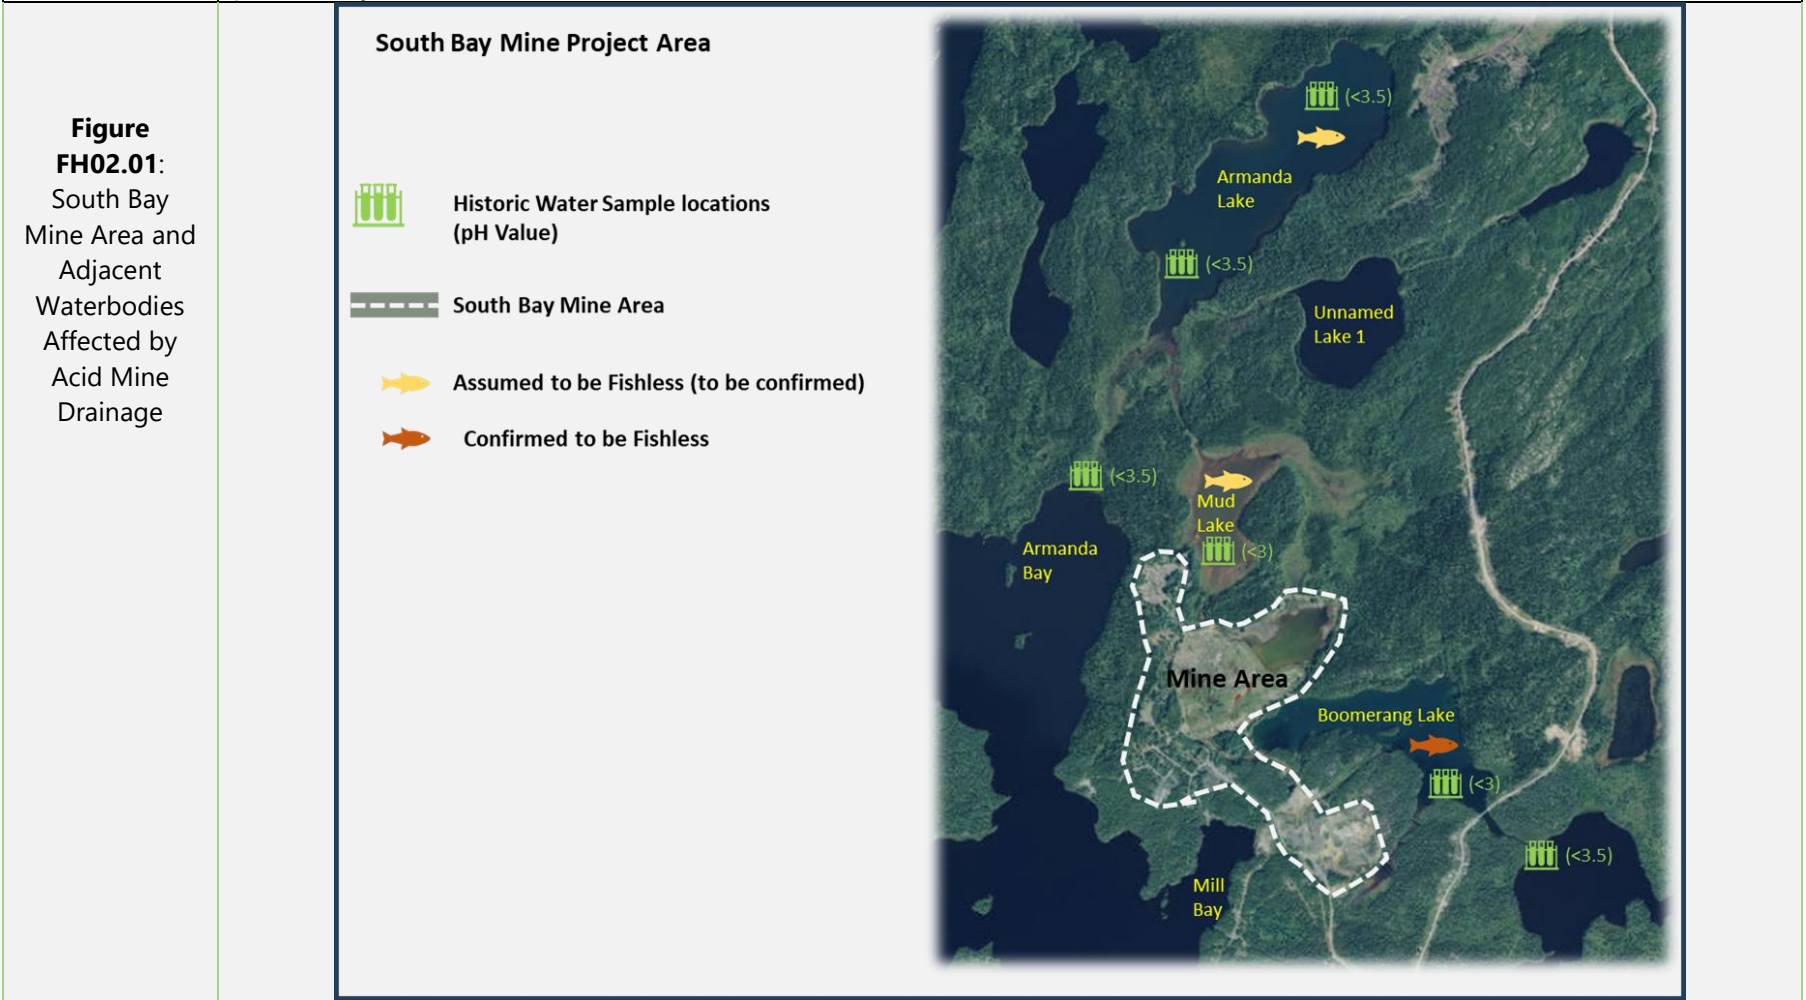 Figure
FH02.01:
South Bay
Mine Area and
Adjacent
Waterbodies
Affected by
Acid Mine
Drainage
South Bay Mine Project Area
Historic Water Sample locations
(pH Value)
South Bay Mine Area
Assumed to be Fishless (to be confirmed)
Confirmed to be Fishless
(<3.5)
Armanda
Lake
(<3.5)
Unnamed
Lake 1
(<3.5)
Mud
Lake
(<3)
Armanda
Bay
Mine Area
Boomerang Lake
(<3)
(<3.5)
Mill
Bay